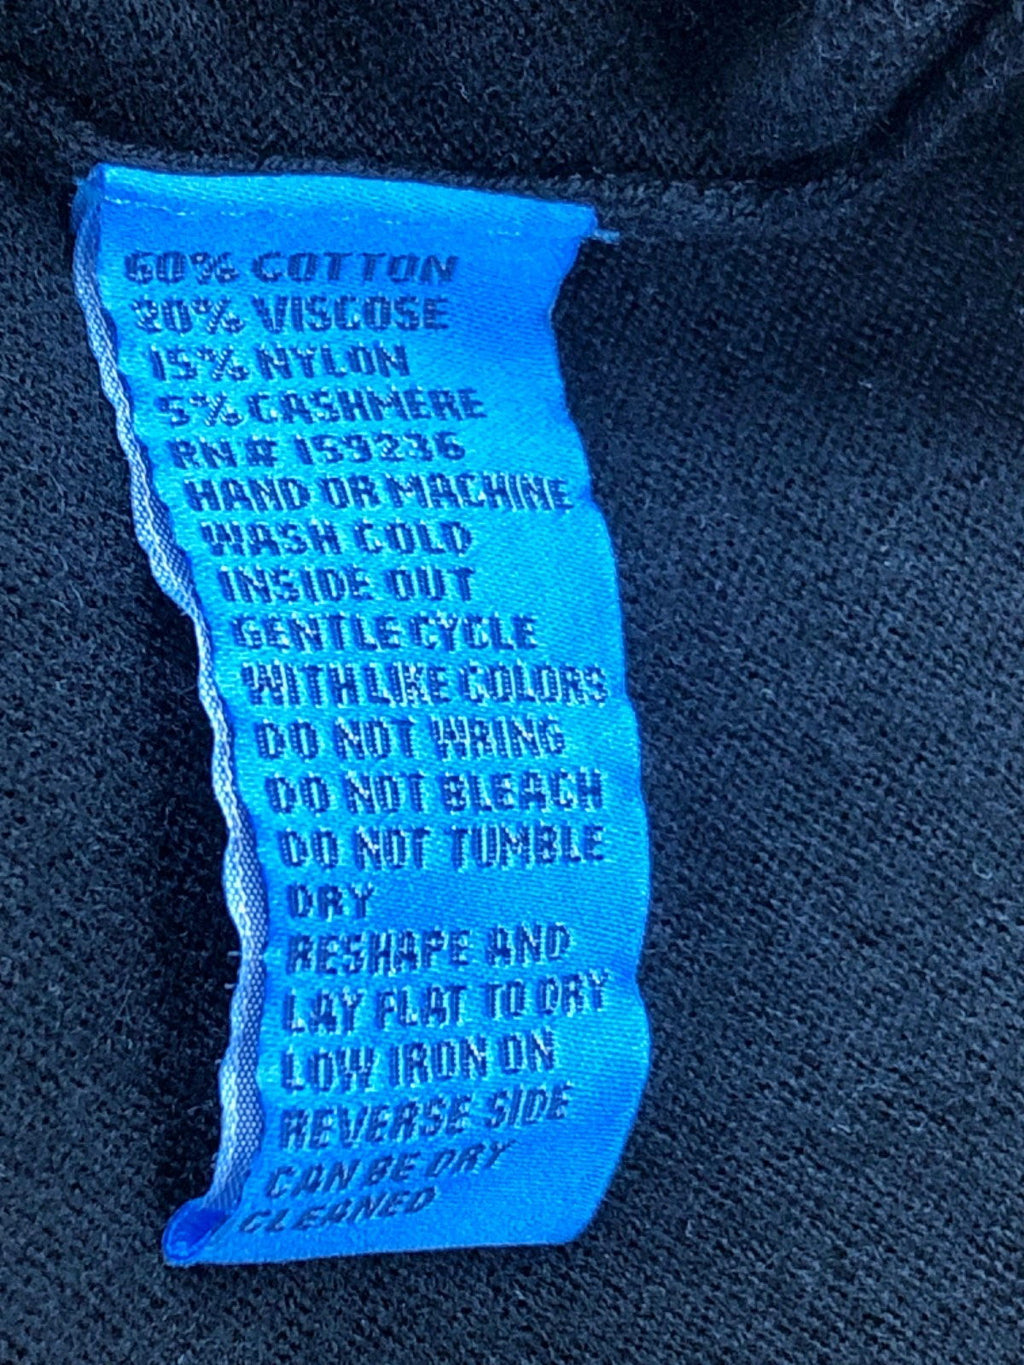 60% COTTON
20% VISCOSE
15% NYLON
5% CASHMERE
RN# 159236
HAND OR MACHINE
WASH COLD
INSIDE OUT
GENTLE CYCLE
WITH LIKE COLORS
DO NOT WRING
DO NOT BLEACH
DO NOT TUMBLE
DRY
RESHAPE AND
LAY FLAT TO DRY
LOW IRON ON
REVERSE SIDE
CAN BE DRY
CLEANED